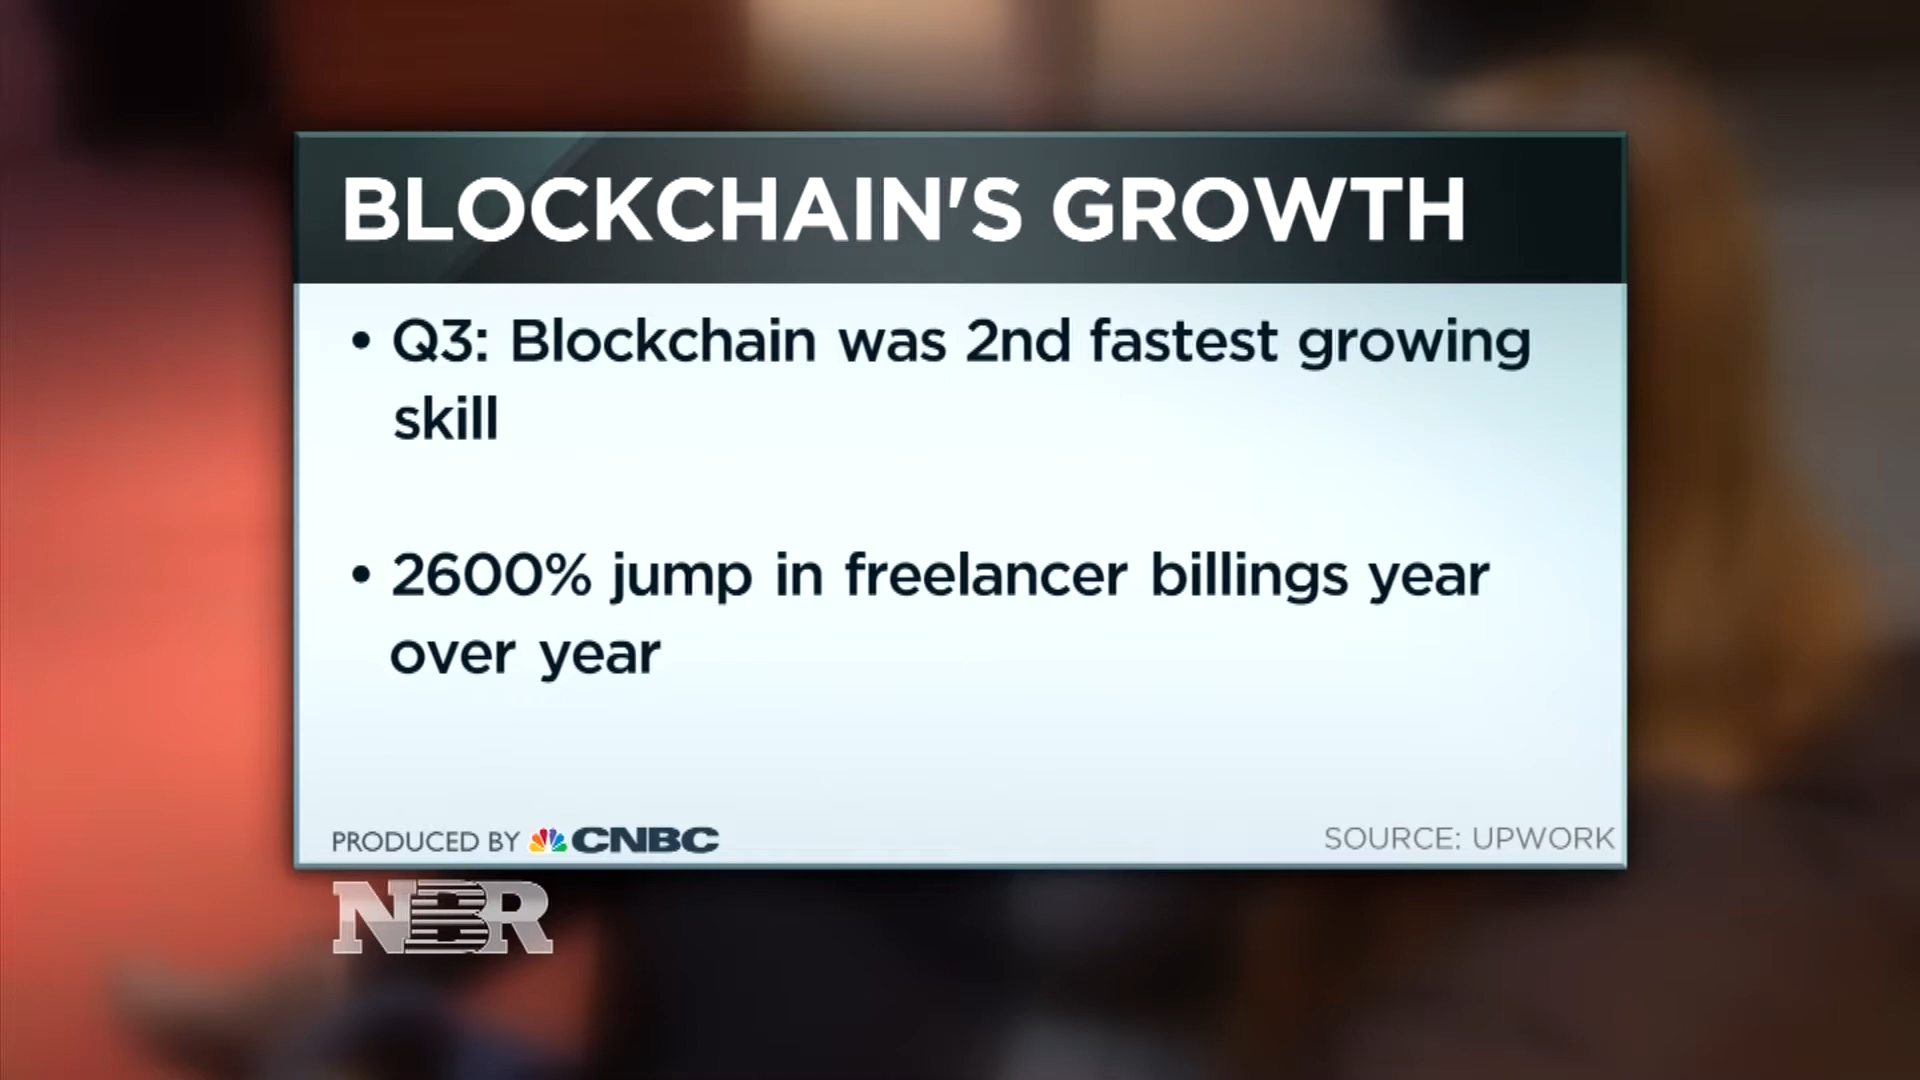 BLOCKCHAIN'S GROWTH
• Q3: Blockchain was 2nd fastest growing
skill
• 2600% jump in freelancer billings year
over year
PRODUCED BY CNBC
SOURCE: UPWORK
NBR